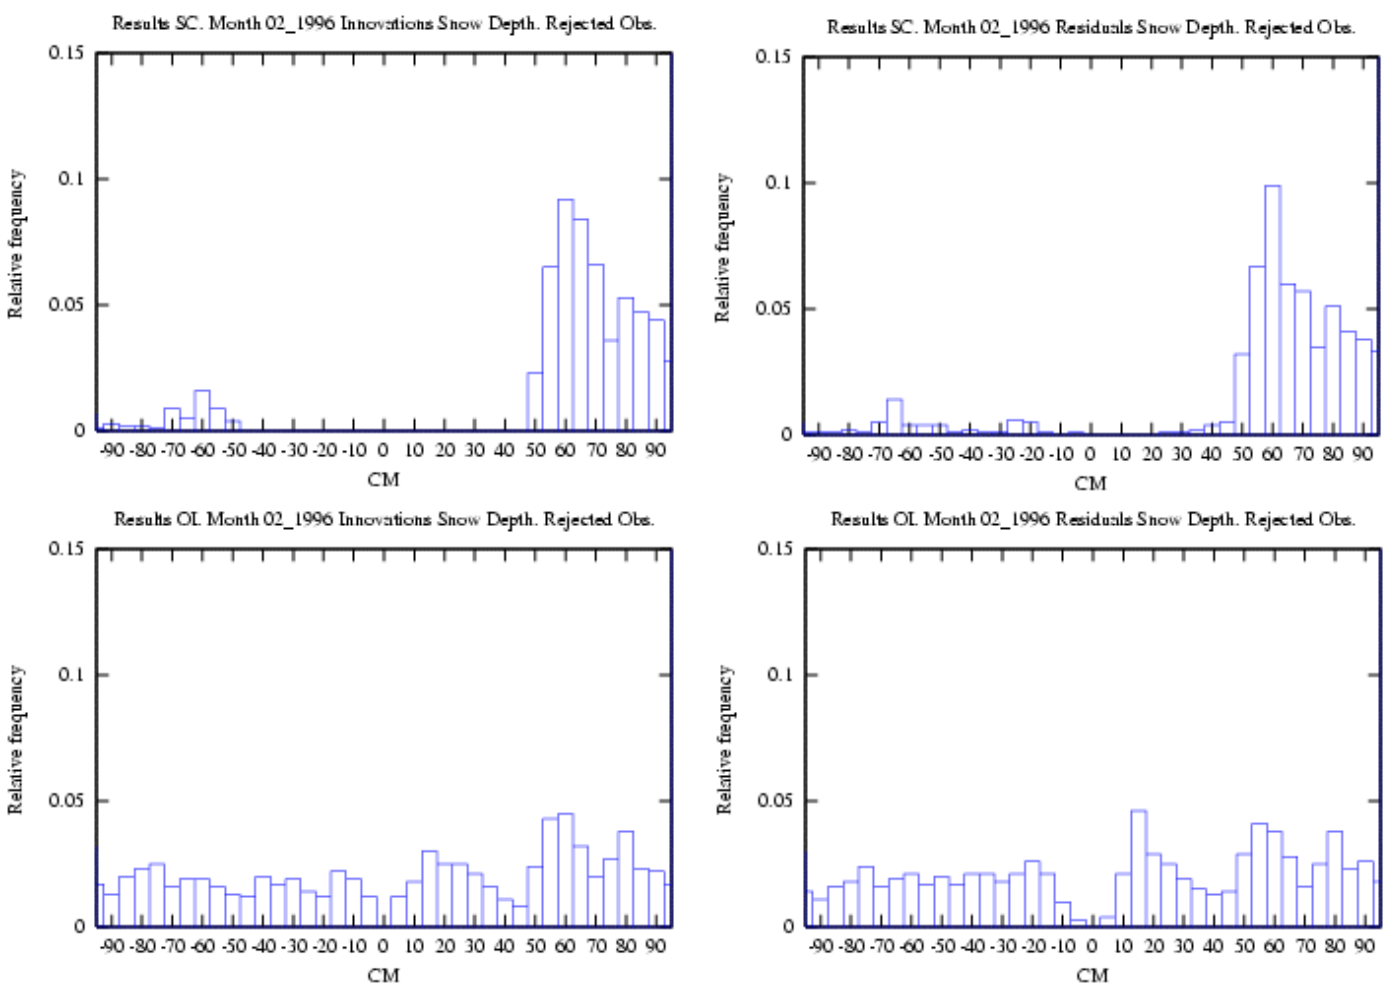 Results SC. Month 02_1996 Innovations Snow Depth. Rejected Obs.
0.15
0.1
0.05
0
Relative frequency
-90 -80 -70 -60 -50 -40 -30 -20 -10 0 10 20 30 40 50 60 70 80 90
CM
Results SC. Month 02_1996 Residuals Snow Depth. Rejected Obs.
0.15
0.1
0.05
0
Relative frequency
-90 -80 -70 -60 -50 -40 -30 -20 -10 0 10 20 30 40 50 60 70 80 90
CM
Results OI. Month 02_1996 Innovations Snow Depth. Rejected Obs.
0.15
0.1
0.05
0
Relative frequency
-90 -80 -70 -60 -50 -40 -30 -20 -10 0 10 20 30 40 50 60 70 80 90
CM
Results OI. Month 02_1996 Residuals Snow Depth. Rejected Obs.
0.15
0.1
0.05
0
Relative frequency
-90 -80 -70 -60 -50 -40 -30 -20 -10 0 10 20 30 40 50 60 70 80 90
CM